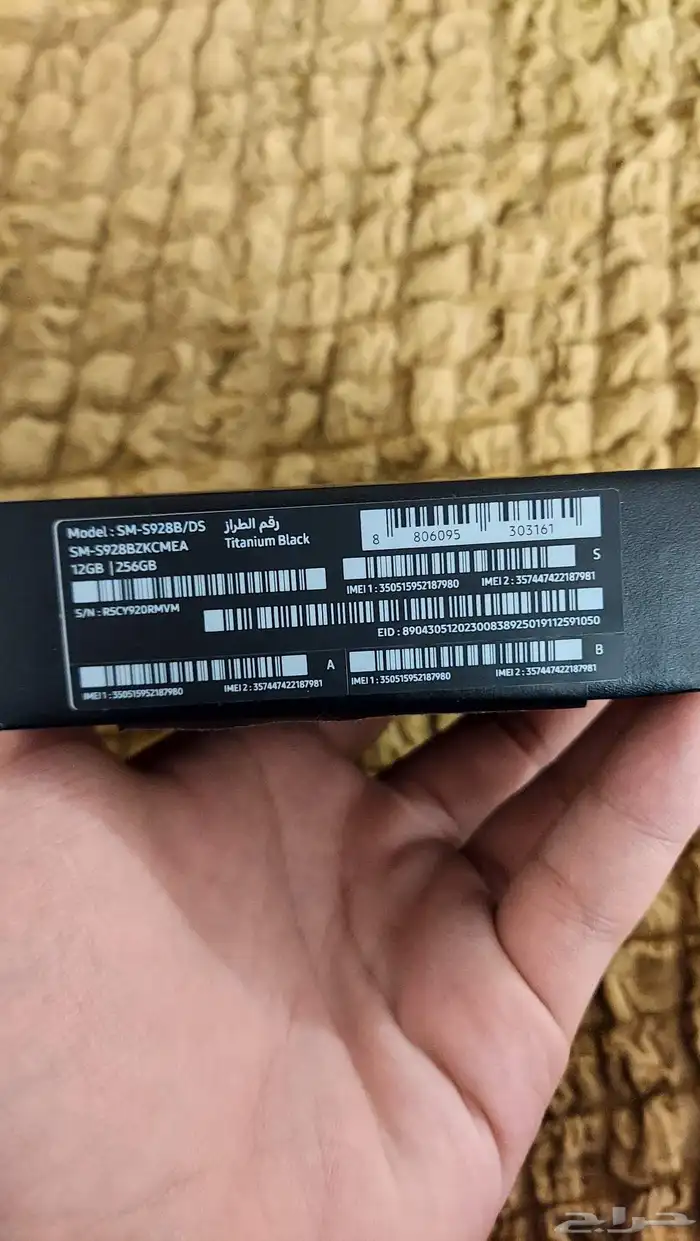 Model : SM-S928B/DS رقم الطراز
SM-S928BZKCMEA Titanium Black
12GB | 256GB
8 806095 303161
S/N : R5CY920RMVM
IMEI 1 : 350515952187980 IMEI 2 : 357447422187981 S
EID : 89043051202300838925019112591050
IMEI 1 : 350515952187980 IMEI 2 : 357447422187981 A
IMEI 1 : 350515952187980 IMEI 2 : 357447422187981 B
حراج